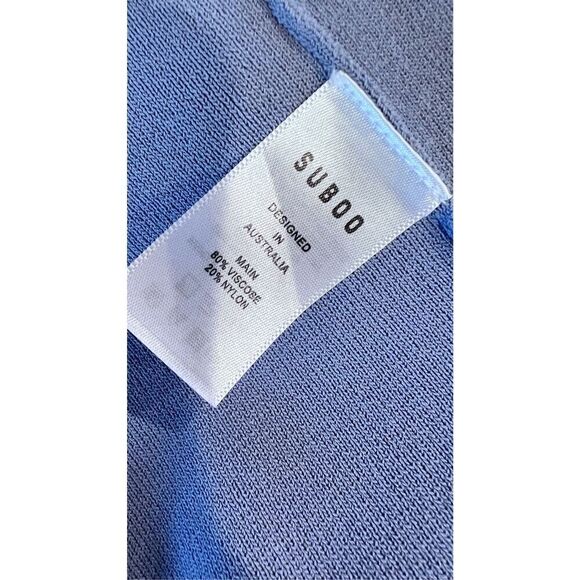 SUBOO
DESIGNED
IN
AUSTRALIA
MAIN
80% VISCOSE
20% NYLON